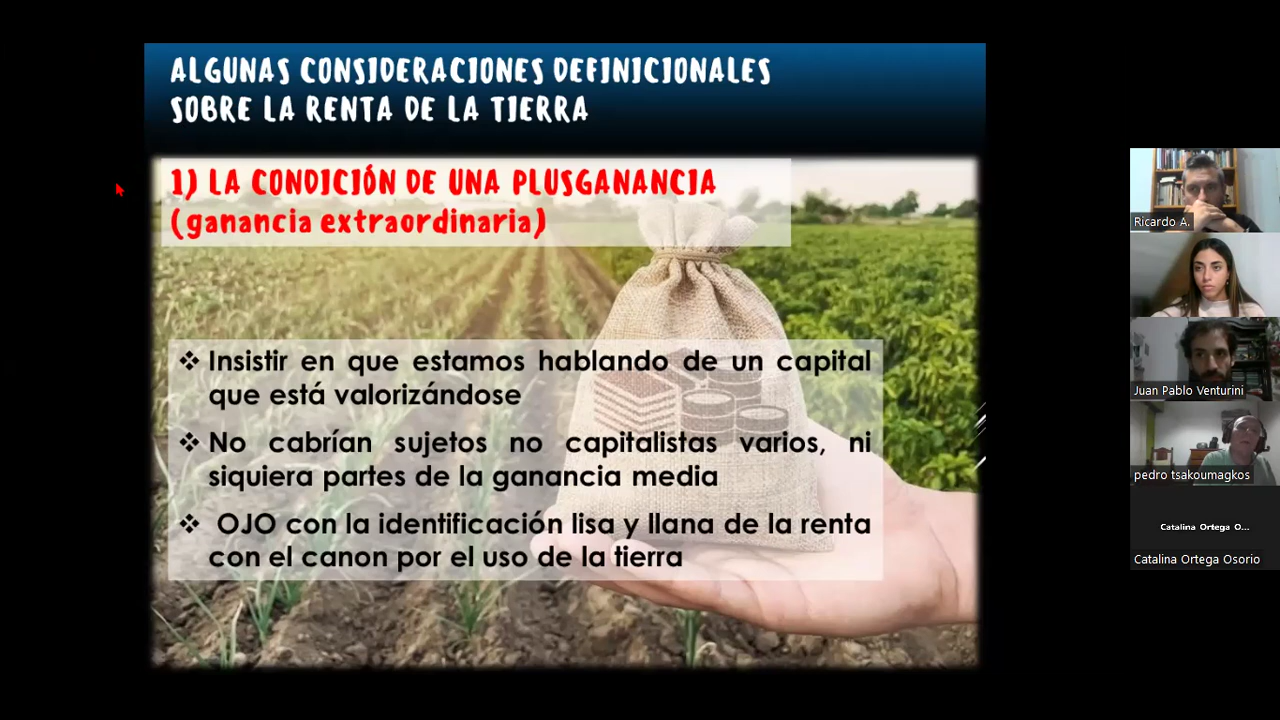 ALGUNAS CONSIDERACIONES DEFINICIONALES
SOBRE LA RENTA DE LA TIERRA
1) LA CONDICIÓN DE UNA PLUSGANANCIA
(ganancia extraordinaria)
❖ Insistir en que estamos hablando de un capital
que está valorizándose
❖ No cabrían sujetos no capitalistas varios, ni
siquiera partes de la ganancia media
❖ OJO con la identificación lisa y llana de la renta
con el canon por el uso de la tierra
Ricardo A.
Juan Pablo Venturini
pedro tsakoumagkos
Catalina Ortega O...
Catalina Ortega Osorio